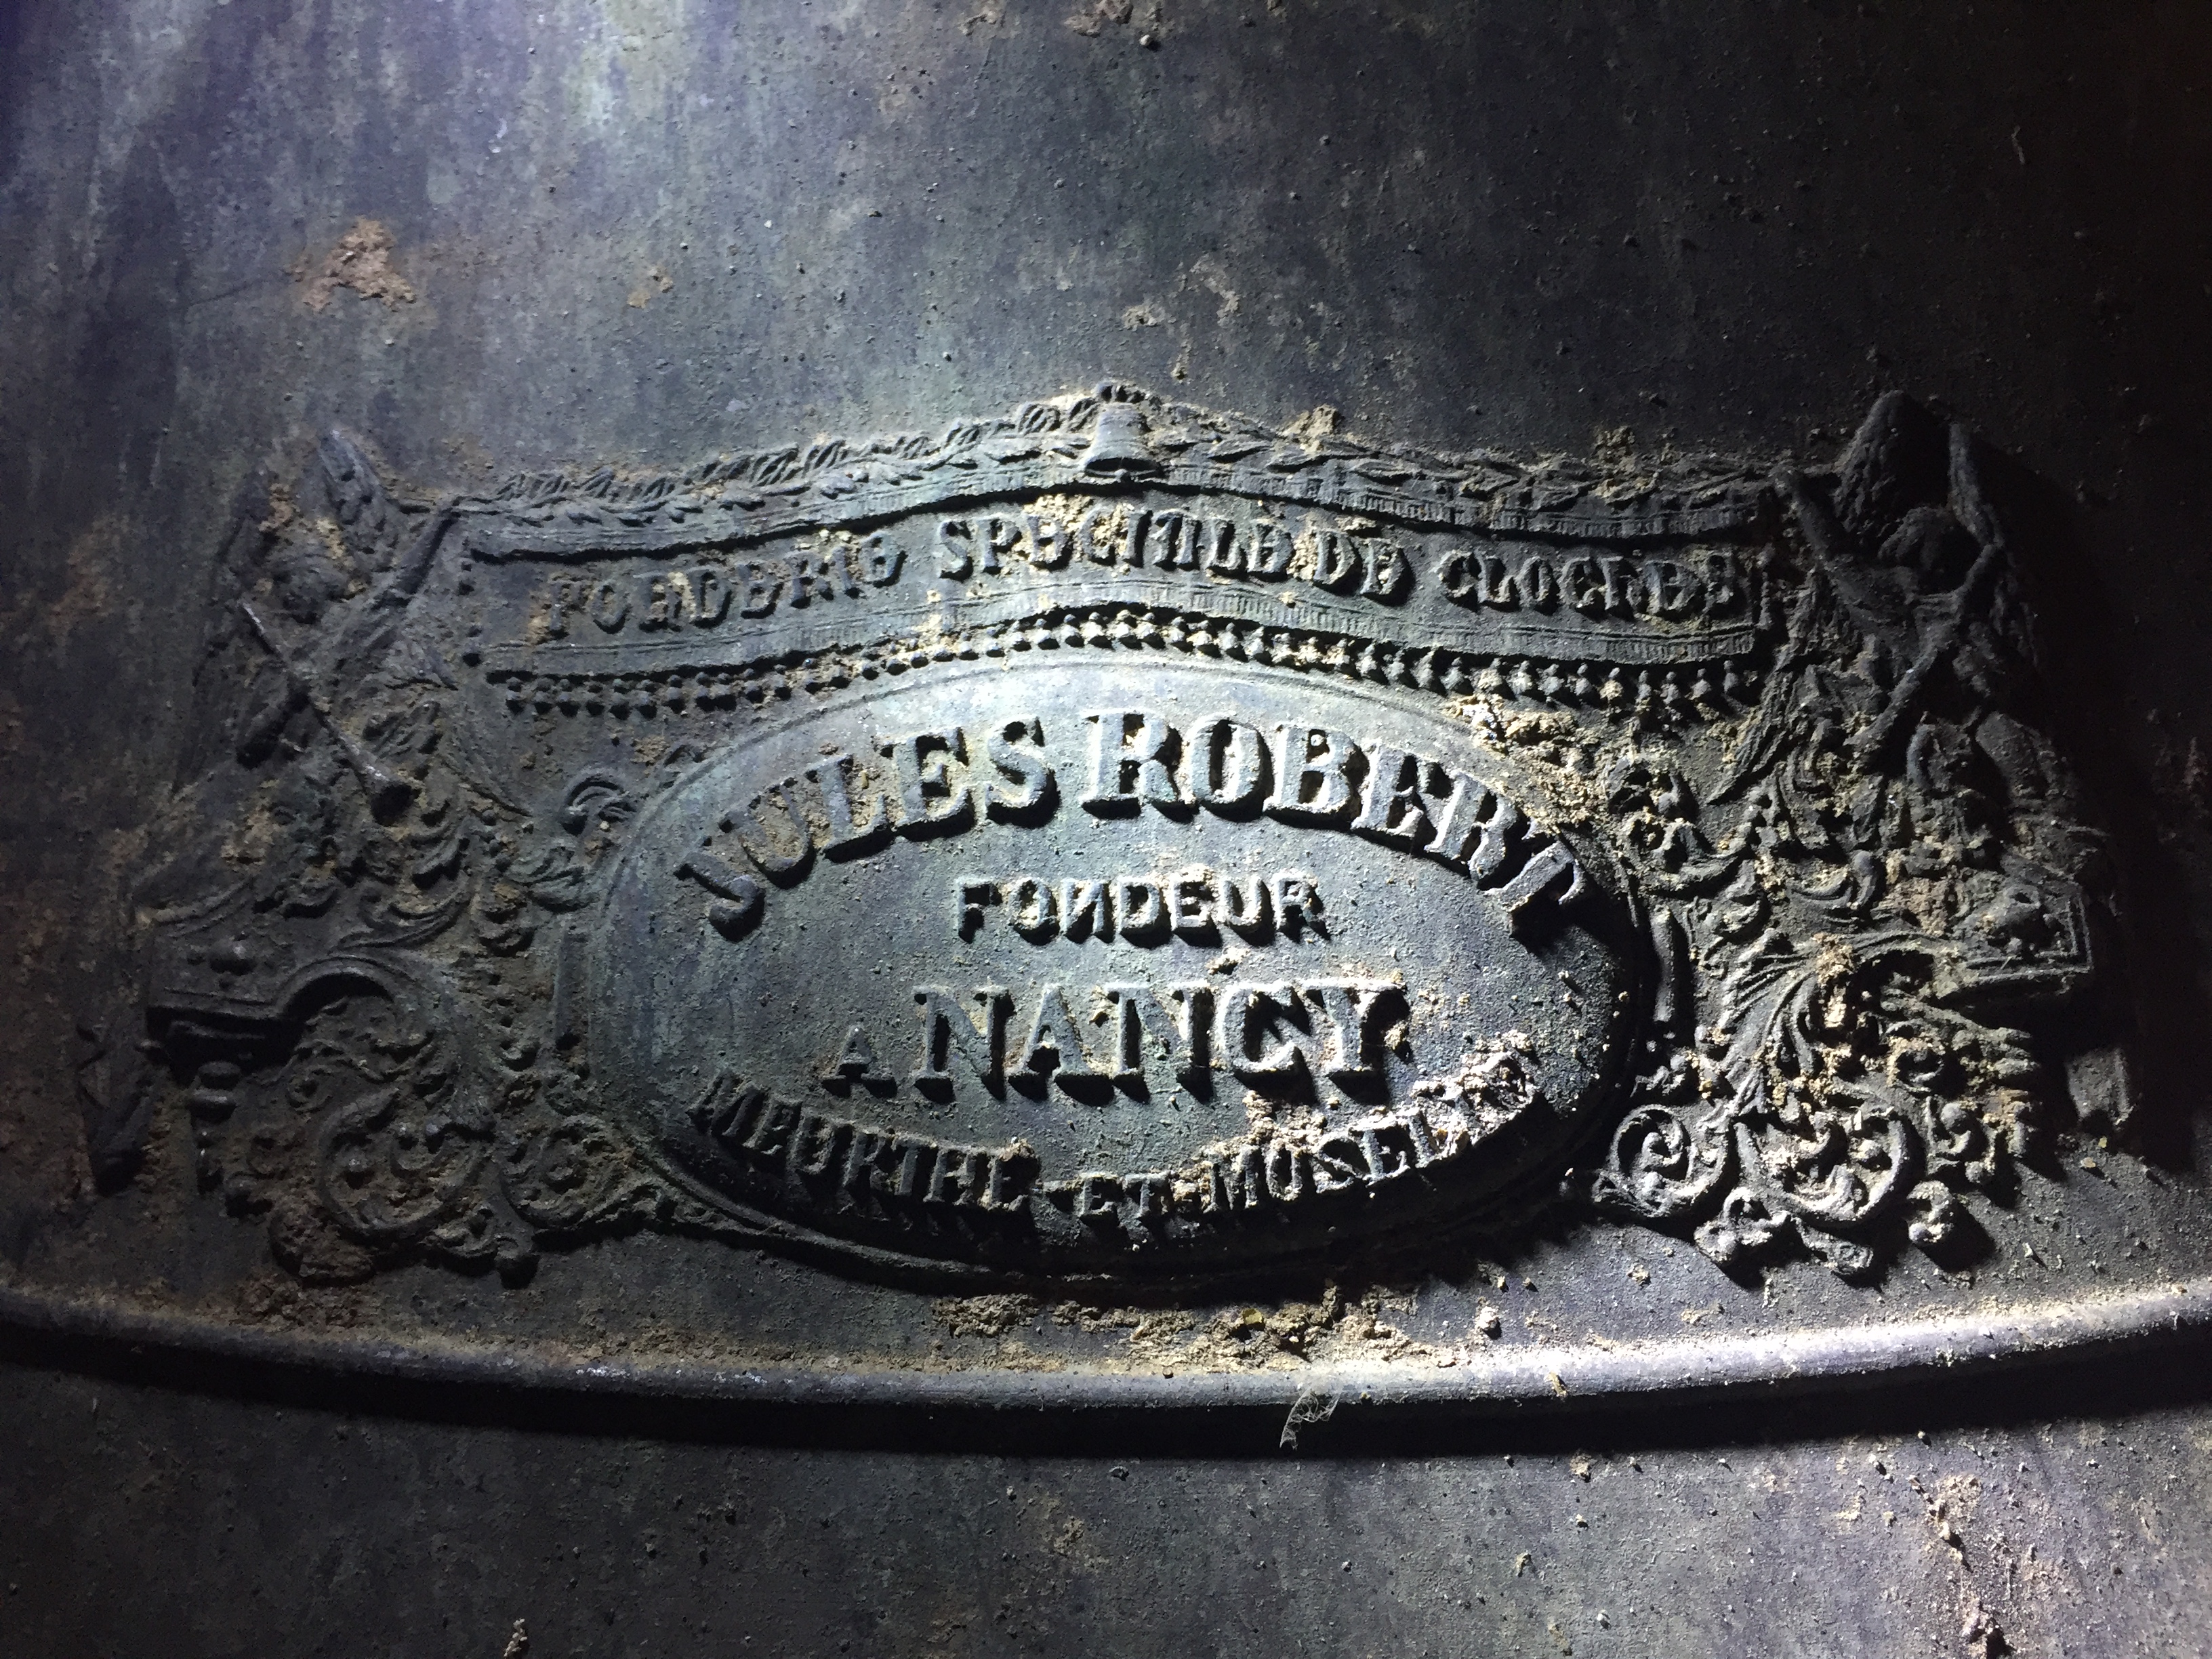 FONDERIE SPECIALE DE CLOCHES
JULES ROBERT
FONDEUR
A NANCY
MEURTHE - ET - MOSELLE